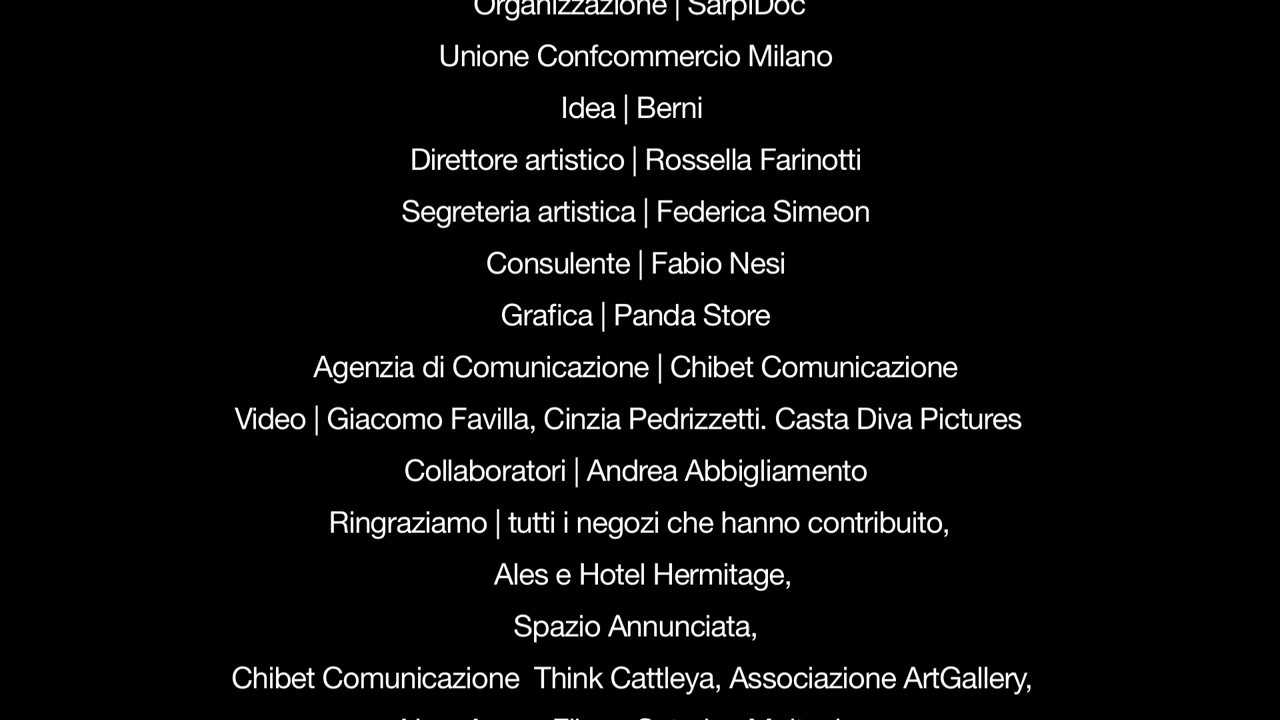 Organizzazione | SarpiDoc
Unione Confcommercio Milano
Idea | Berni
Direttore artistico | Rossella Farinotti
Segreteria artistica | Federica Simeon
Consulente | Fabio Nesi
Grafica | Panda Store
Agenzia di Comunicazione | Chibet Comunicazione
Video | Giacomo Favilla, Cinzia Pedrizzetti. Casta Diva Pictures
Collaboratori | Andrea Abbigliamento
Ringraziamo | tutti i negozi che hanno contribuito,
Ales e Hotel Hermitage,
Spazio Annunciata,
Chibet Comunicazione  Think Cattleya, Associazione ArtGallery,